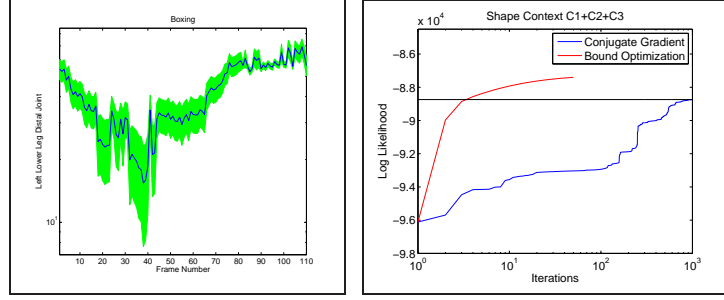 Boxing
Left Lower Leg Distal Joint
10¹
10 20 30 40 50 60 70 80 90 100 110
Frame Number
Shape Context C1+C2+C3
x 10⁴
Log Likelihood
−8.6
−8.8
−9
−9.2
−9.4
−9.6
−9.8
Conjugate Gradient
Bound Optimization
10⁰ 10¹ 10² 10³
Iterations